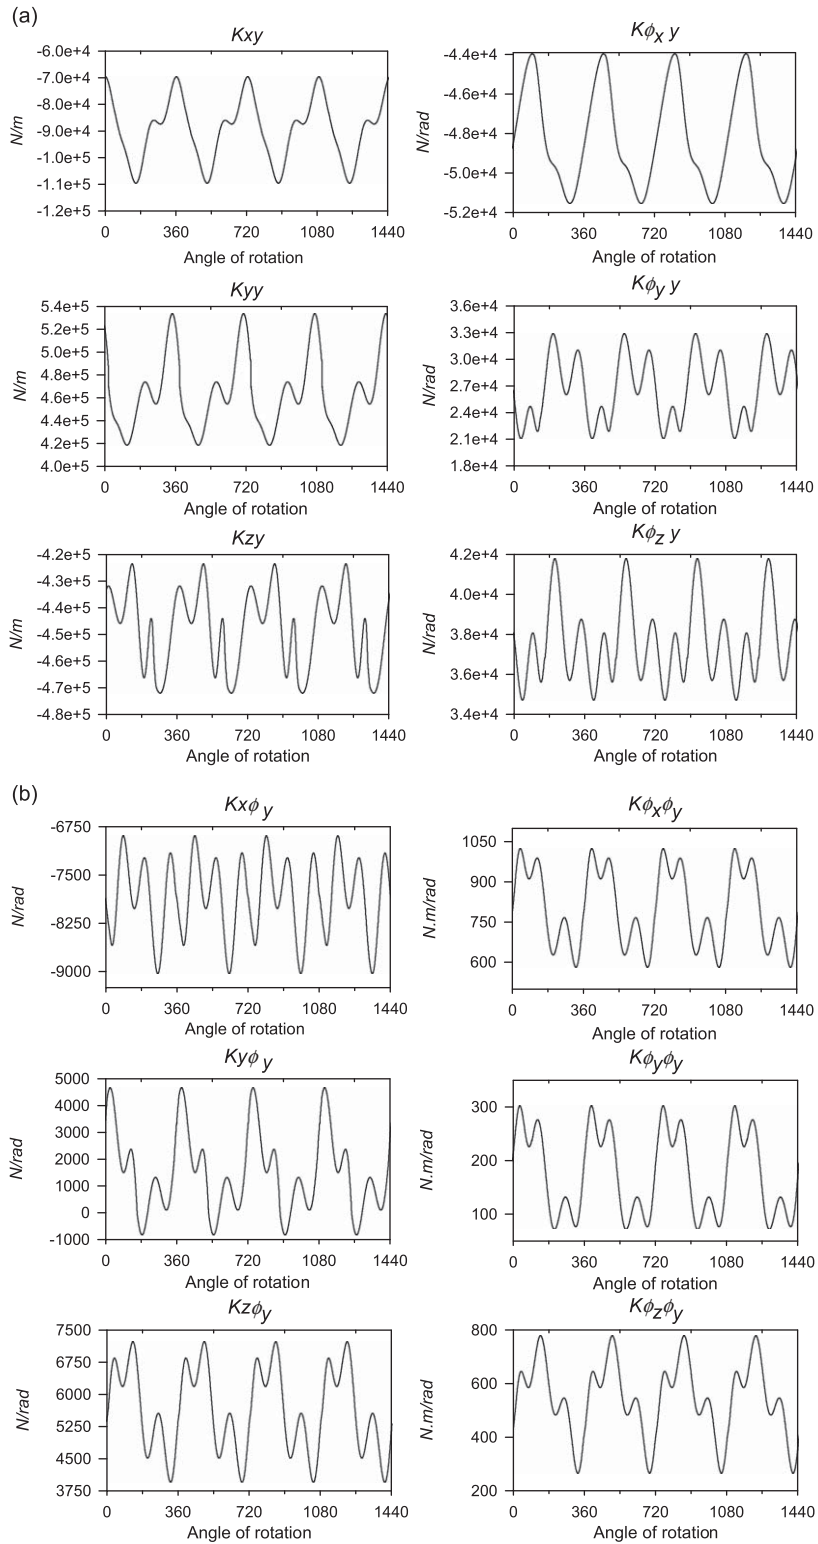 (a)
Kxy
-6.0e+4
-7.0e+4
-8.0e+4
-9.0e+4
-1.0e+5
-1.1e+5
-1.2e+5
N/m
0 360 720 1080 1440
Angle of rotation
Kϕx y
-4.4e+4
-4.6e+4
-4.8e+4
-5.0e+4
-5.2e+4
N/rad
0 360 720 1080 1440
Angle of rotation
Kyy
5.4e+5
5.2e+5
5.0e+5
4.8e+5
4.6e+5
4.4e+5
4.2e+5
4.0e+5
N/m
0 360 720 1080 1440
Angle of rotation
Kϕy y
3.6e+4
3.3e+4
3.0e+4
2.7e+4
2.4e+4
2.1e+4
1.8e+4
N/rad
0 360 720 1080 1440
Angle of rotation
Kzy
-4.2e+5
-4.3e+5
-4.4e+5
-4.5e+5
-4.6e+5
-4.7e+5
-4.8e+5
N/m
0 360 720 1080 1440
Angle of rotation
Kϕz y
4.2e+4
4.0e+4
3.8e+4
3.6e+4
3.4e+4
N/rad
0 360 720 1080 1440
Angle of rotation
(b)
Kxϕ y
-6750
-7500
-8250
-9000
N/rad
0 360 720 1080 1440
Angle of rotation
Kϕxϕy
1050
900
750
600
N.m/rad
0 360 720 1080 1440
Angle of rotation
Kyϕ y
5000
4000
3000
2000
1000
0
-1000
N/rad
0 360 720 1080 1440
Angle of rotation
Kϕyϕy
300
200
100
N.m/rad
0 360 720 1080 1440
Angle of rotation
Kzϕy
7500
6750
6000
5250
4500
3750
N/rad
0 360 720 1080 1440
Angle of rotation
Kϕzϕy
800
600
400
200
N.m/rad
0 360 720 1080 1440
Angle of rotation